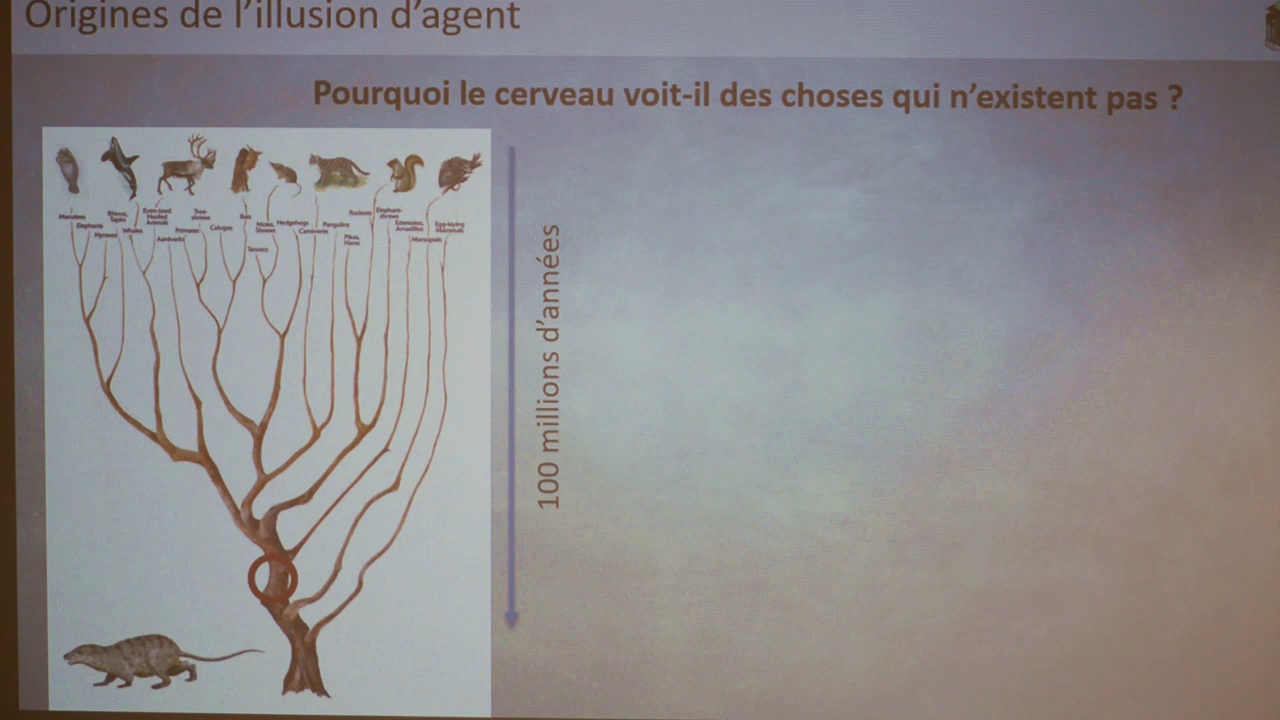 Origines de l'illusion d'agent
Pourquoi le cerveau voit-il des choses qui n'existent pas ?
Manatees
Elephants
Hyraxes
Rhinos,
Tapirs
Whales
Even-toed
Hoofed
Animals
Aardvarks
Tree-
shrews
Primates
Colugos
Bats
Moles,
Shrews
Tenrecs
Hedgehogs
Carnivores
Pangolins
Pikas,
Hares
Rodents
Elephant-
shrews
Edentates,
Armadillos
Marsupials
Egg-laying
Mammals
100 millions d'années